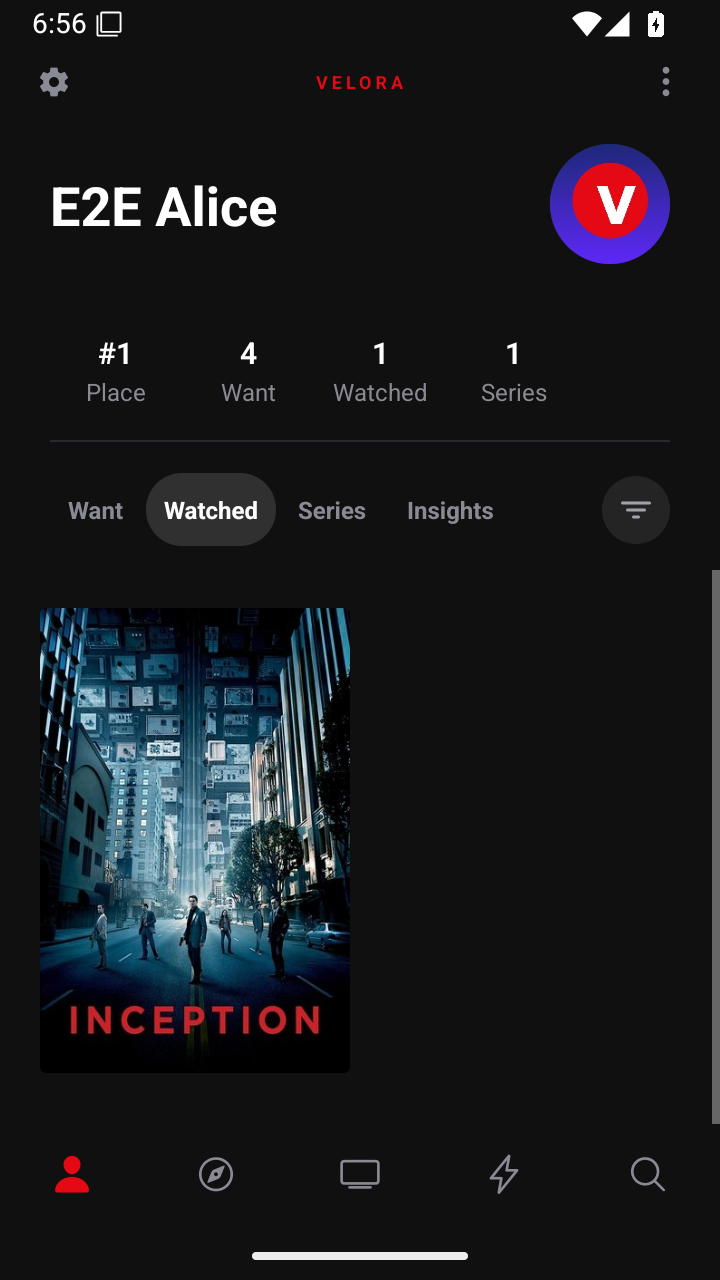 6:56
VELORA
E2E Alice
V
#1 4 1 1
Place Want Watched Series
Want Watched Series Insights
INCEPTION